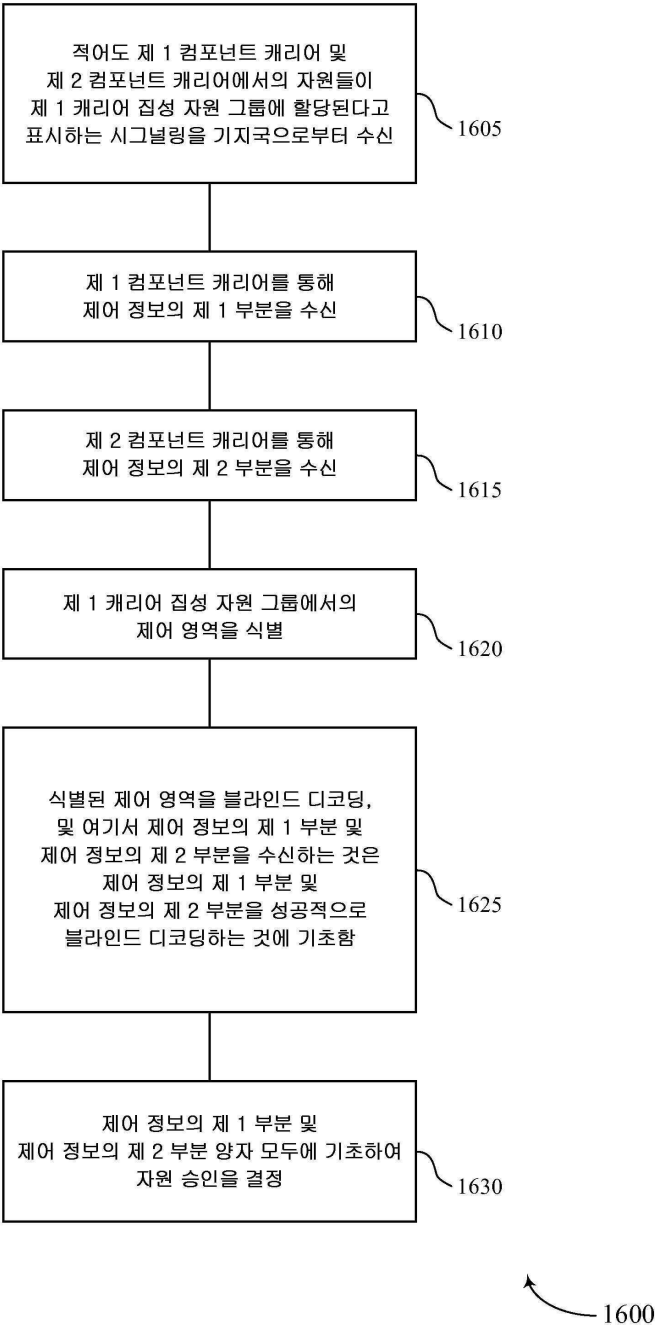 적어도 제 1 컴포넌트 캐리어 및
제 2 컴포넌트 캐리어에서의 자원들이
제 1 캐리어 집성 자원 그룹에 할당된다고
표시하는 시그널링을 기지국으로부터 수신
1605
제 1 컴포넌트 캐리어를 통해
제어 정보의 제 1 부분을 수신
1610
제 2 컴포넌트 캐리어를 통해
제어 정보의 제 2 부분을 수신
1615
제 1 캐리어 집성 자원 그룹에서의
제어 영역을 식별
1620
식별된 제어 영역을 블라인드 디코딩,
및 여기서 제어 정보의 제 1 부분 및
제어 정보의 제 2 부분을 수신하는 것은
제어 정보의 제 1 부분 및
제어 정보의 제 2 부분을 성공적으로
블라인드 디코딩하는 것에 기초함
1625
제어 정보의 제 1 부분 및
제어 정보의 제 2 부분 양자 모두에 기초하여
자원 승인을 결정
1630
1600